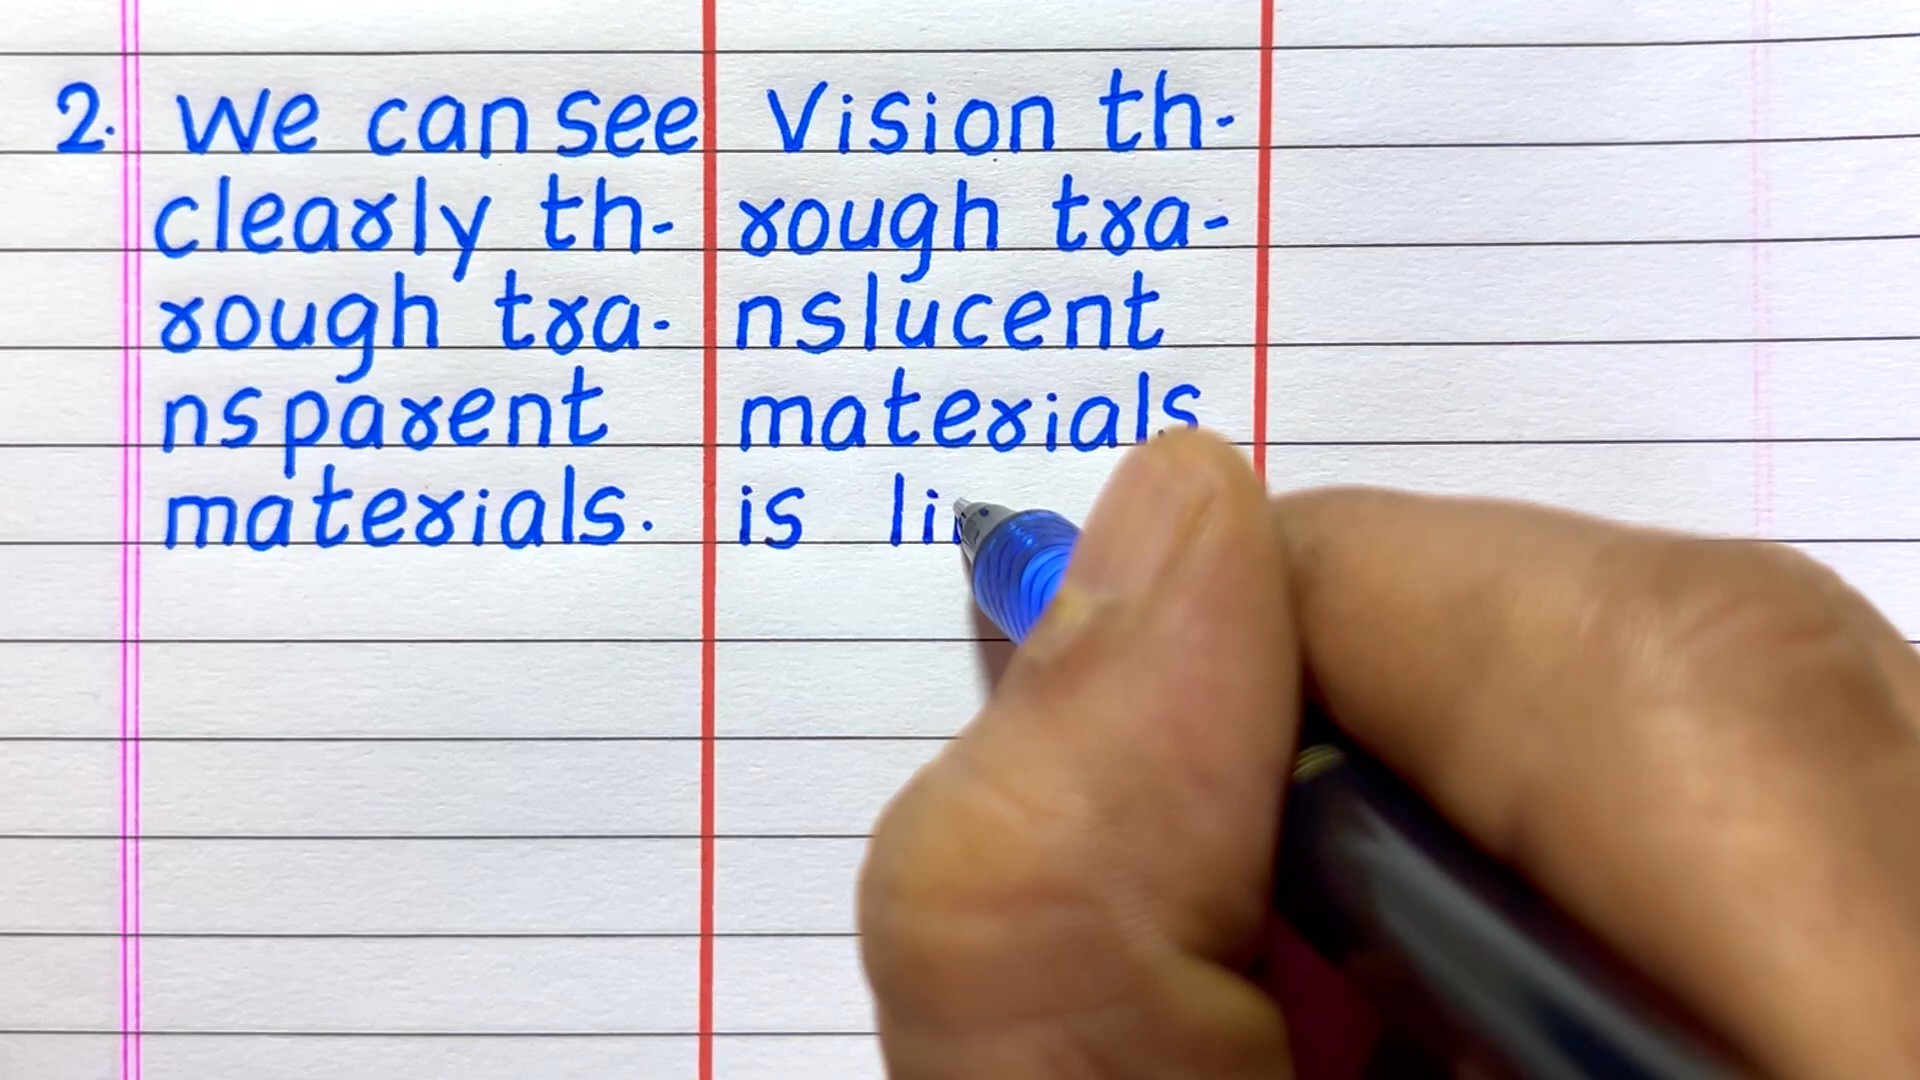 2. We can see
clearly th-
rough tra-
nsparent
materials.
Vision th-
rough tra-
nslucent
materials
is